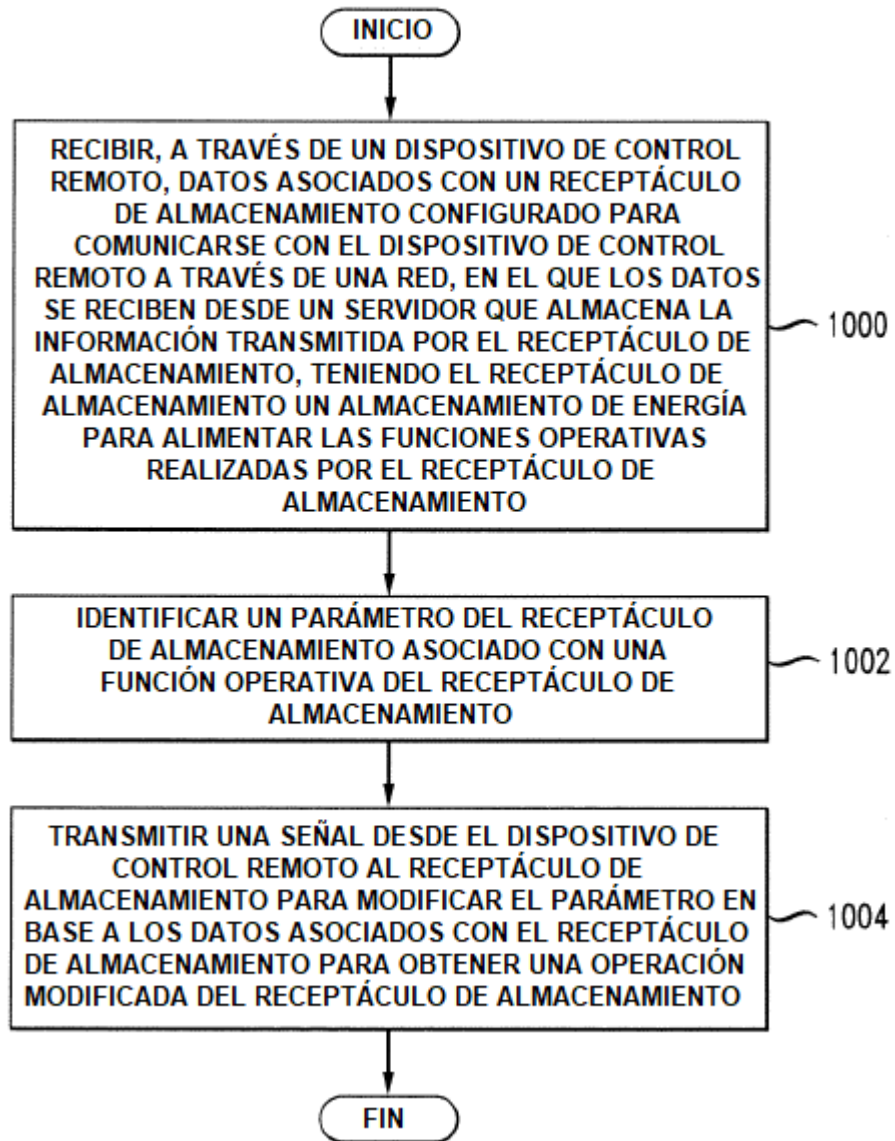 INICIO
RECIBIR, A TRAVÉS DE UN DISPOSITIVO DE CONTROL
REMOTO, DATOS ASOCIADOS CON UN RECEPTÁCULO
DE ALMACENAMIENTO CONFIGURADO PARA
COMUNICARSE CON EL DISPOSITIVO DE CONTROL
REMOTO A TRAVÉS DE UNA RED, EN EL QUE LOS DATOS
SE RECIBEN DESDE UN SERVIDOR QUE ALMACENA LA
INFORMACIÓN TRANSMITIDA POR EL RECEPTÁCULO DE
ALMACENAMIENTO, TENIENDO EL RECEPTÁCULO DE
ALMACENAMIENTO UN ALMACENAMIENTO DE ENERGÍA
PARA ALIMENTAR LAS FUNCIONES OPERATIVAS
REALIZADAS POR EL RECEPTÁCULO DE
ALMACENAMIENTO
1000
IDENTIFICAR UN PARÁMETRO DEL RECEPTÁCULO
DE ALMACENAMIENTO ASOCIADO CON UNA
FUNCIÓN OPERATIVA DEL RECEPTÁCULO DE
ALMACENAMIENTO
1002
TRANSMITIR UNA SEÑAL DESDE EL DISPOSITIVO DE
CONTROL REMOTO AL RECEPTÁCULO DE
ALMACENAMIENTO PARA MODIFICAR EL PARÁMETRO EN
BASE A LOS DATOS ASOCIADOS CON EL RECEPTÁCULO
DE ALMACENAMIENTO PARA OBTENER UNA OPERACIÓN
MODIFICADA DEL RECEPTÁCULO DE ALMACENAMIENTO
1004
FIN